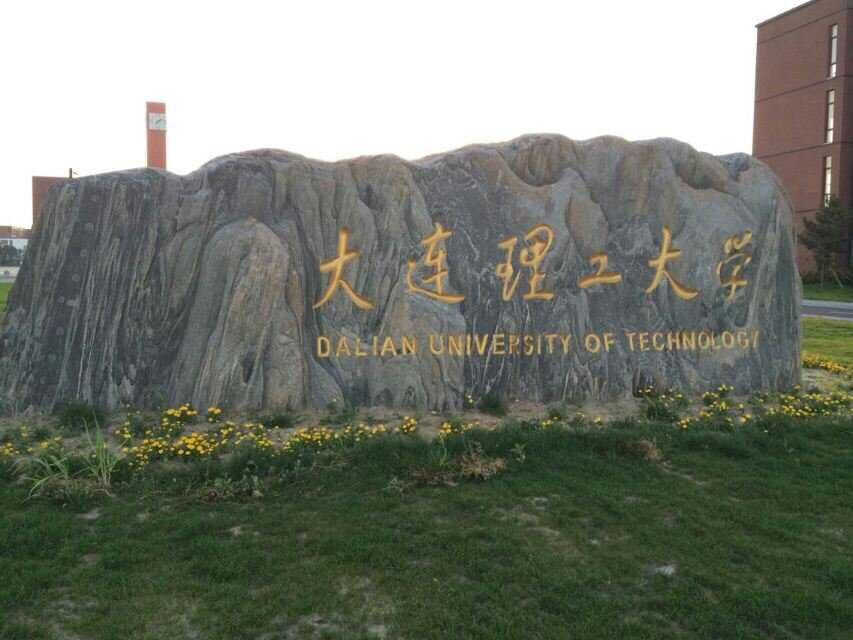 大连理工大学
DALIAN UNIVERSITY OF TECHNOLOGY